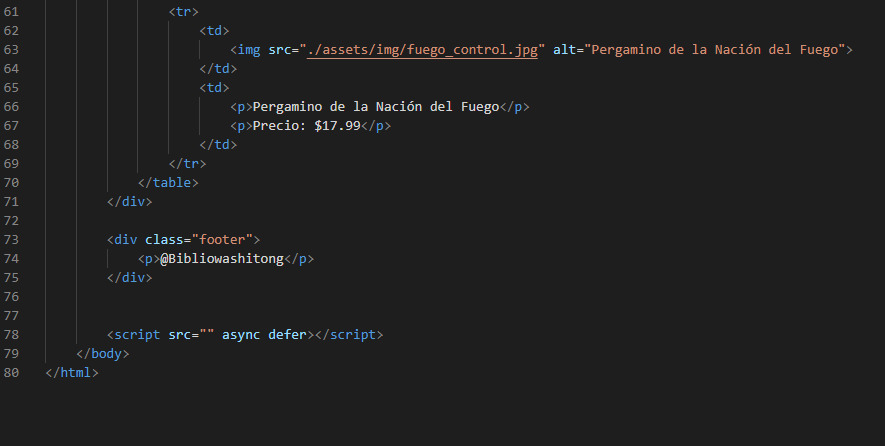 61 <tr>
62 <td>
63 <img src="./assets/img/fuego_control.jpg" alt="Pergamino de la Nación del Fuego">
64 </td>
65 <td>
66 <p>Pergamino de la Nación del Fuego</p>
67 <p>Precio: $17.99</p>
68 </td>
69 </tr>
70 </table>
71 </div>
72
73 <div class="footer">
74 <p>@Bibliowashitong</p>
75 </div>
76
77
78 <script src="" async defer></script>
79 </body>
80 </html>